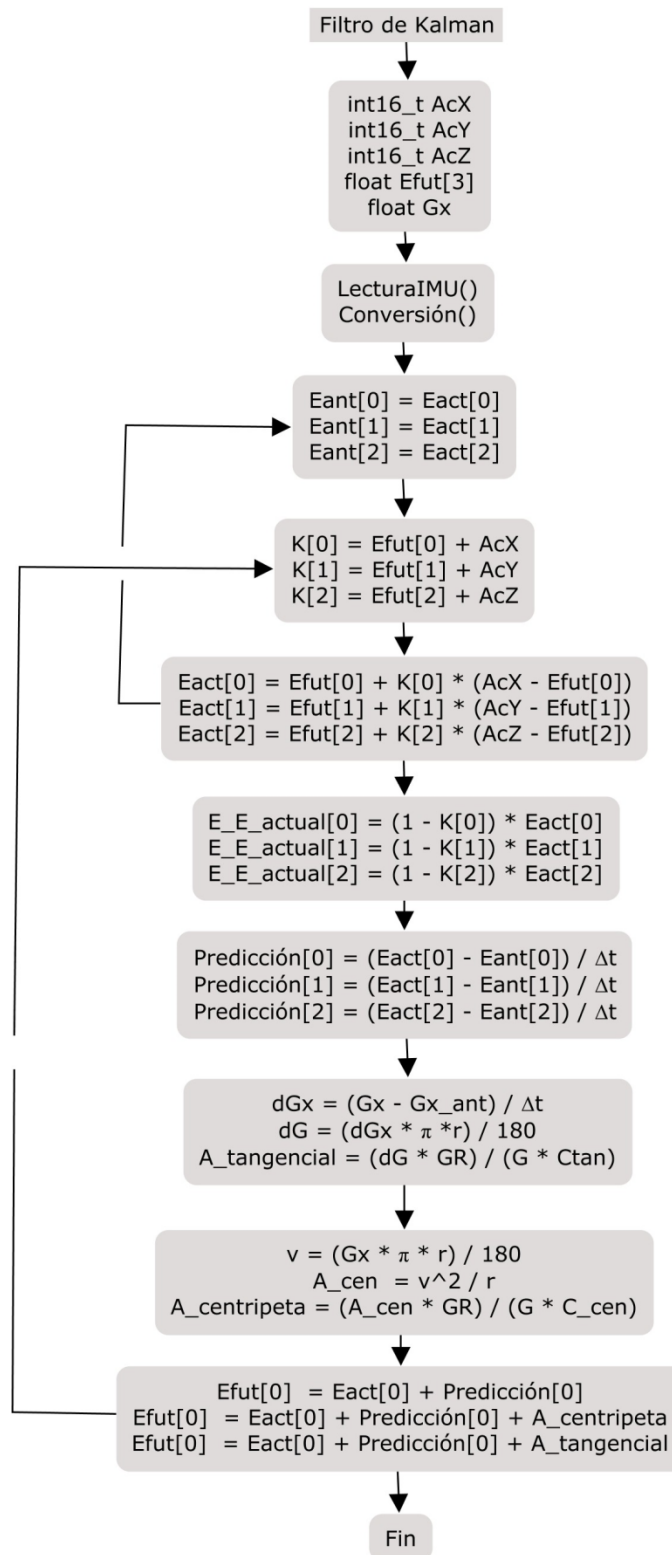 Filtro de Kalman
int16_t AcX
int16_t AcY
int16_t AcZ
float Efut[3]
float Gx
LecturaIMU()
Conversión()
Eant[0] = Eact[0]
Eant[1] = Eact[1]
Eant[2] = Eact[2]
K[0] = Efut[0] + AcX
K[1] = Efut[1] + AcY
K[2] = Efut[2] + AcZ
Eact[0] = Efut[0] + K[0] * (AcX - Efut[0])
Eact[1] = Efut[1] + K[1] * (AcY - Efut[1])
Eact[2] = Efut[2] + K[2] * (AcZ - Efut[2])
E_E_actual[0] = (1 - K[0]) * Eact[0]
E_E_actual[1] = (1 - K[1]) * Eact[1]
E_E_actual[2] = (1 - K[2]) * Eact[2]
Predicción[0] = (Eact[0] - Eant[0]) / Δt
Predicción[1] = (Eact[1] - Eant[1]) / Δt
Predicción[2] = (Eact[2] - Eant[2]) / Δt
dGx = (Gx - Gx_ant) / Δt
dG = (dGx * π *r) / 180
A_tangencial = (dG * GR) / (G * Ctan)
v = (Gx * π * r) / 180
A_cen = v^2 / r
A_centripeta = (A_cen * GR) / (G * C_cen)
Efut[0] = Eact[0] + Predicción[0]
Efut[0] = Eact[0] + Predicción[0] + A_centripeta
Efut[0] = Eact[0] + Predicción[0] + A_tangencial
Fin